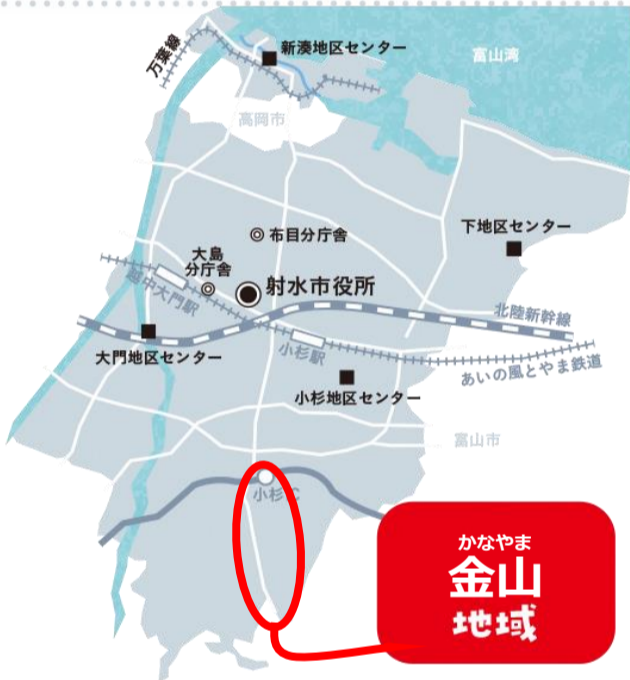 万葉線
新湊地区センター
富山湾
高岡市
布目分庁舎
下地区センター
大島
分庁舎
射水市役所
越中大門駅
北陸新幹線
大門地区センター
小杉駅
あいの風とやま鉄道
小杉地区センター
富山市
小杉IC
かなやま
金山
地域